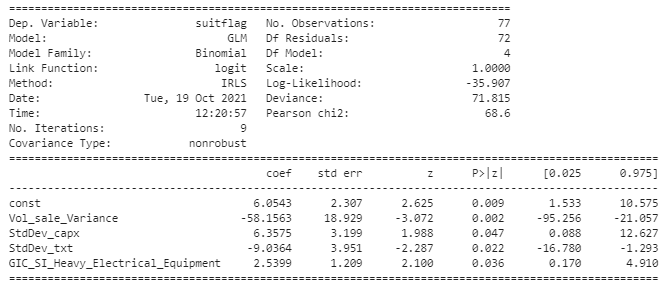 ==============================================================================
Dep. Variable: suitflag No. Observations: 77
Model: GLM Df Residuals: 72
Model Family: Binomial Df Model: 4
Link Function: logit Scale: 1.0000
Method: IRLS Log-Likelihood: -35.907
Date: Tue, 19 Oct 2021 Deviance: 71.815
Time: 12:20:57 Pearson chi2: 68.6
No. Iterations: 9
Covariance Type: nonrobust
==============================================================================
coef std err z P>|z| [0.025 0.975]
------------------------------------------------------------------------------
const 6.0543 2.307 2.625 0.009 1.533 10.575
Vol_sale_Variance -58.1563 18.929 -3.072 0.002 -95.256 -21.057
StdDev_capx 6.3575 3.199 1.988 0.047 0.088 12.627
StdDev_txt -9.0364 3.951 -2.287 0.022 -16.780 -1.293
GIC_SI_Heavy_Electrical_Equipment 2.5399 1.209 2.100 0.036 0.170 4.910
==============================================================================